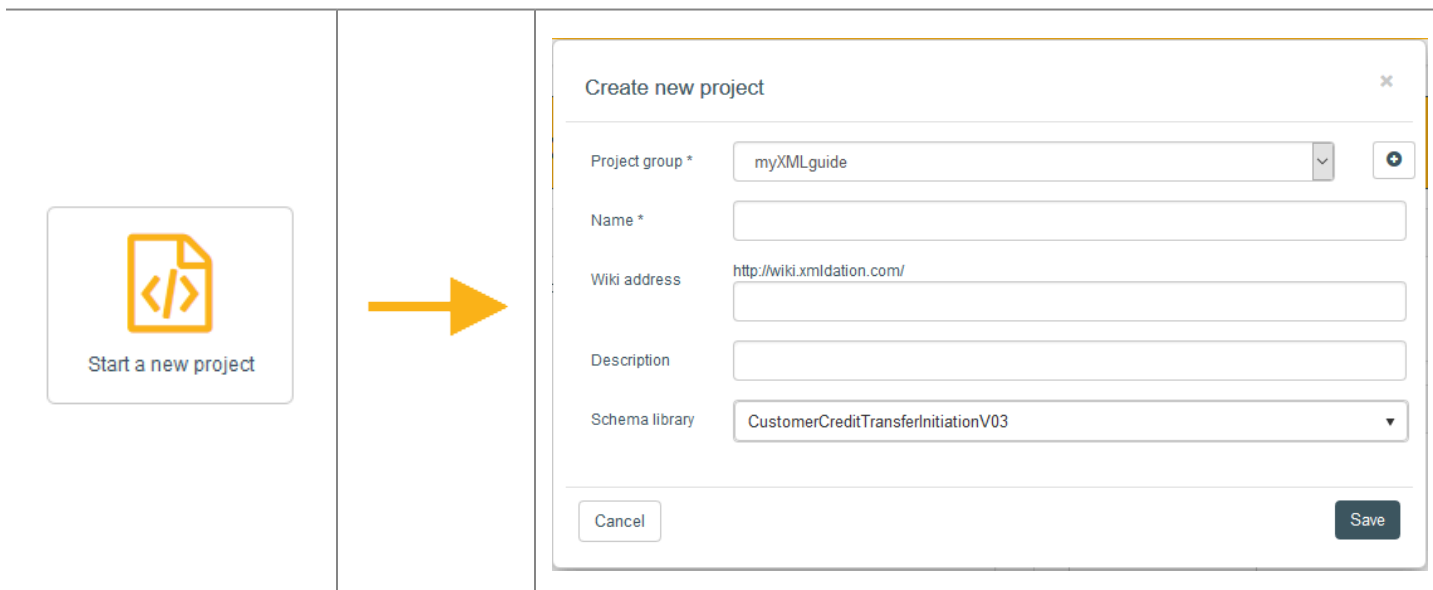 </>
Start a new project
Create new project ×
Project group * myXMLguide
Name *
Wiki address http://wiki.xmldation.com/
Description
Schema library CustomerCreditTransferInitiationV03
Cancel Save